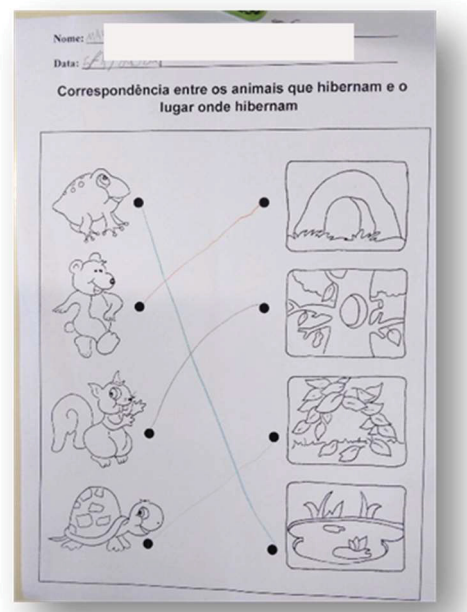 Nome:
Data:
Correspondência entre os animais que hibernam e o
lugar onde hibernam